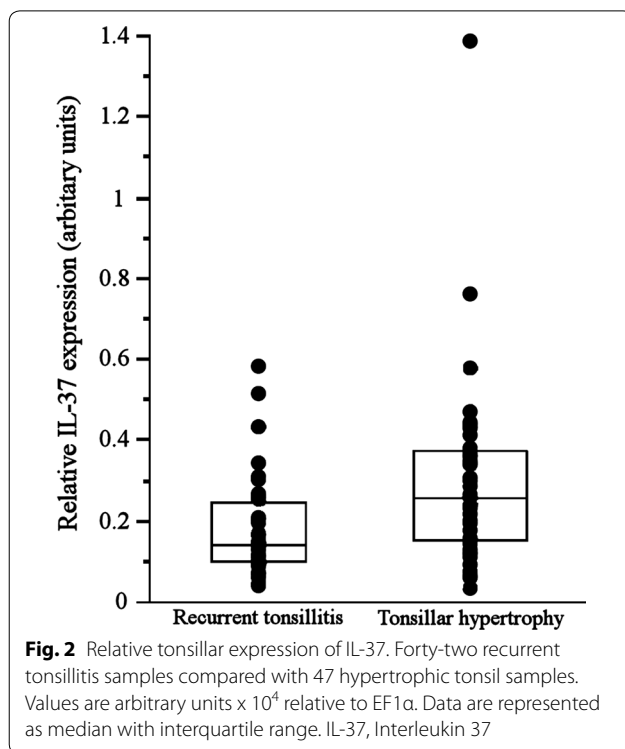 1.4
1.2
1
0.8
0.6
0.4
0.2
0
Relative IL-37 expression (arbitary units)
Recurrent tonsillitis Tonsillar hypertrophy
Fig. 2 Relative tonsillar expression of IL-37. Forty-two recurrent
tonsillitis samples compared with 47 hypertrophic tonsil samples.
Values are arbitrary units x 10⁴ relative to EF1α. Data are represented
as median with interquartile range. IL-37, Interleukin 37